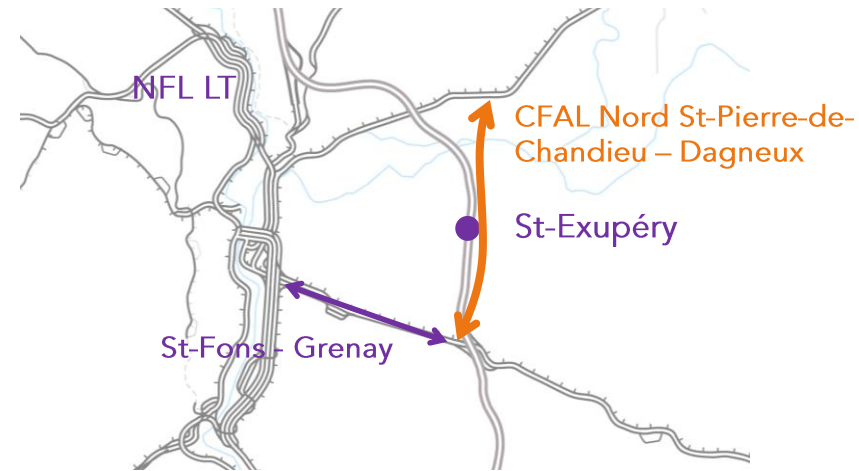 NFL LT
CFAL Nord St-Pierre-de-
Chandieu – Dagneux
St-Exupéry
St-Fons - Grenay